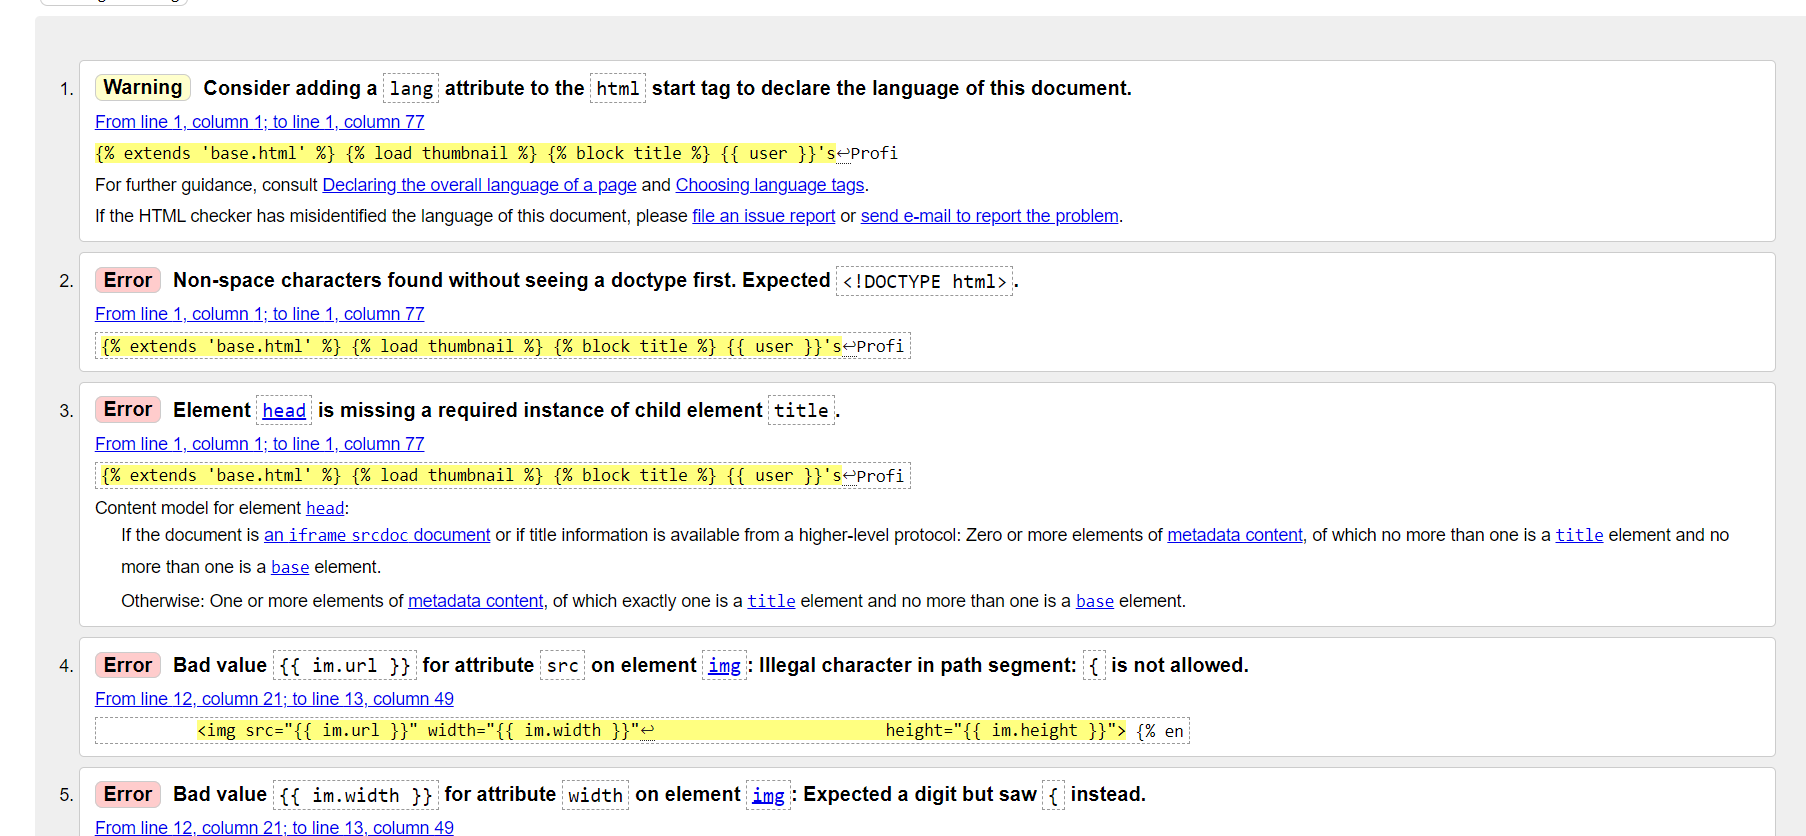 1. Warning Consider adding a lang attribute to the html start tag to declare the language of this document.
From line 1, column 1; to line 1, column 77
{% extends 'base.html' %} {% load thumbnail %} {% block title %} {{ user }}'s↩Profi
For further guidance, consult Declaring the overall language of a page and Choosing language tags.
If the HTML checker has misidentified the language of this document, please file an issue report or send e-mail to report the problem.
2. Error Non-space characters found without seeing a doctype first. Expected <!DOCTYPE html>.
From line 1, column 1; to line 1, column 77
{% extends 'base.html' %} {% load thumbnail %} {% block title %} {{ user }}'s↩Profi
3. Error Element head is missing a required instance of child element title.
From line 1, column 1; to line 1, column 77
{% extends 'base.html' %} {% load thumbnail %} {% block title %} {{ user }}'s↩Profi
Content model for element head:
If the document is an iframe srcdoc document or if title information is available from a higher-level protocol: Zero or more elements of metadata content, of which no more than one is a title element and no
more than one is a base element.
Otherwise: One or more elements of metadata content, of which exactly one is a title element and no more than one is a base element.
4. Error Bad value {{ im.url }} for attribute src on element img: Illegal character in path segment: { is not allowed.
From line 12, column 21; to line 13, column 49
<img src="{{ im.url }}" width="{{ im.width }}"↩ height="{{ im.height }}"> {% en
5. Error Bad value {{ im.width }} for attribute width on element img: Expected a digit but saw { instead.
From line 12, column 21; to line 13, column 49